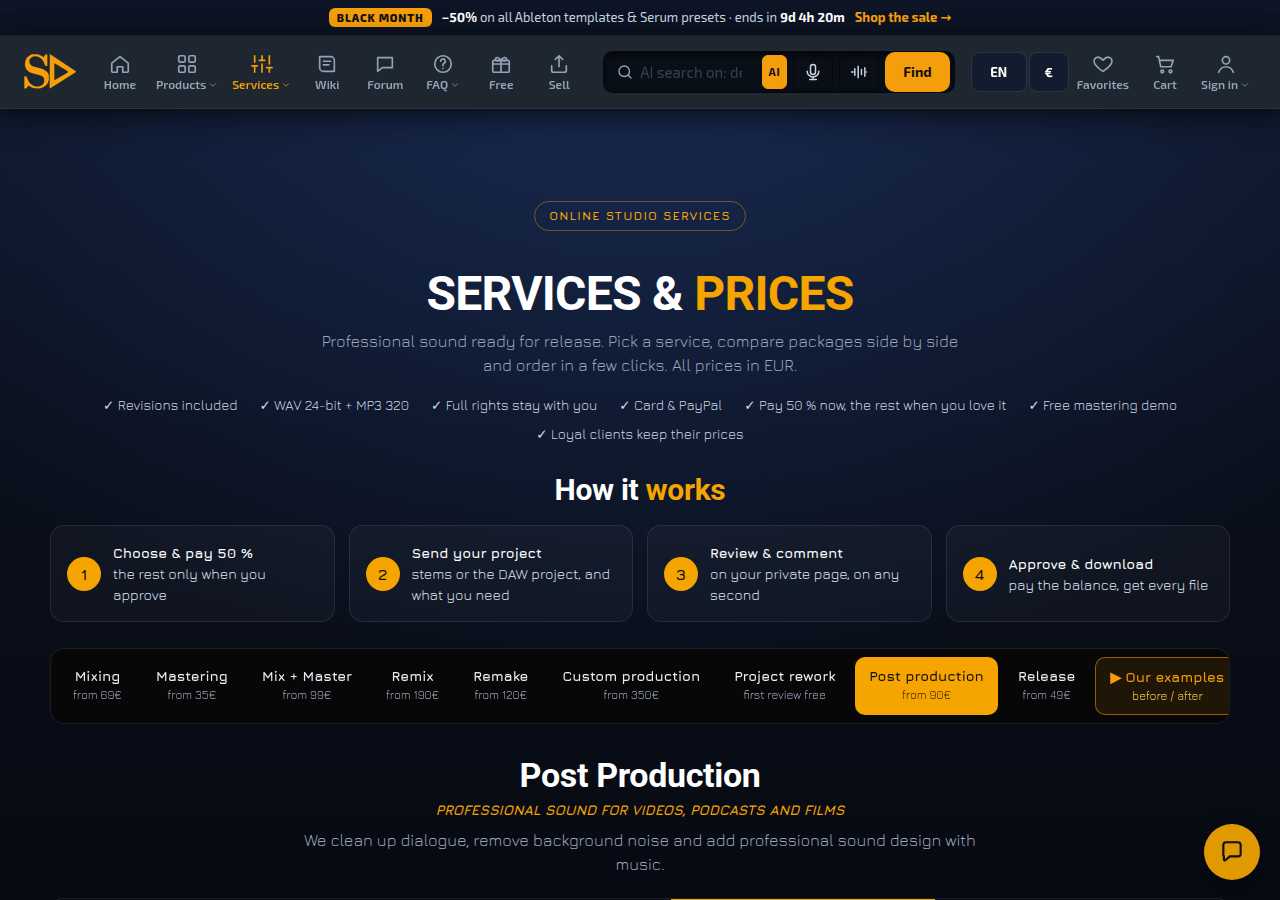 BLACK MONTH −50% on all Ableton templates & Serum presets · ends in 9d 4h 20m Shop the sale →
Home
Products
Services
Wiki
Forum
FAQ
Free
Sell
AI search on: dr
AI
Find
EN
€
Favorites
Cart
Sign in
ONLINE STUDIO SERVICES
SERVICES & PRICES
Professional sound ready for release. Pick a service, compare packages side by side
and order in a few clicks. All prices in EUR.
✓ Revisions included ✓ WAV 24-bit + MP3 320 ✓ Full rights stay with you ✓ Card & PayPal ✓ Pay 50 % now, the rest when you love it ✓ Free mastering demo
✓ Loyal clients keep their prices
How it works
1
Choose & pay 50 %
the rest only when you
approve
2
Send your project
stems or the DAW project, and
what you need
3
Review & comment
on your private page, on any
second
4
Approve & download
pay the balance, get every file
Mixing
from 69€
Mastering
from 35€
Mix + Master
from 99€
Remix
from 190€
Remake
from 120€
Custom production
from 350€
Project rework
first review free
Post production
from 90€
Release
from 49€
▶ Our examples
before / after
Post Production
PROFESSIONAL SOUND FOR VIDEOS, PODCASTS AND FILMS
We clean up dialogue, remove background noise and add professional sound design with
music.